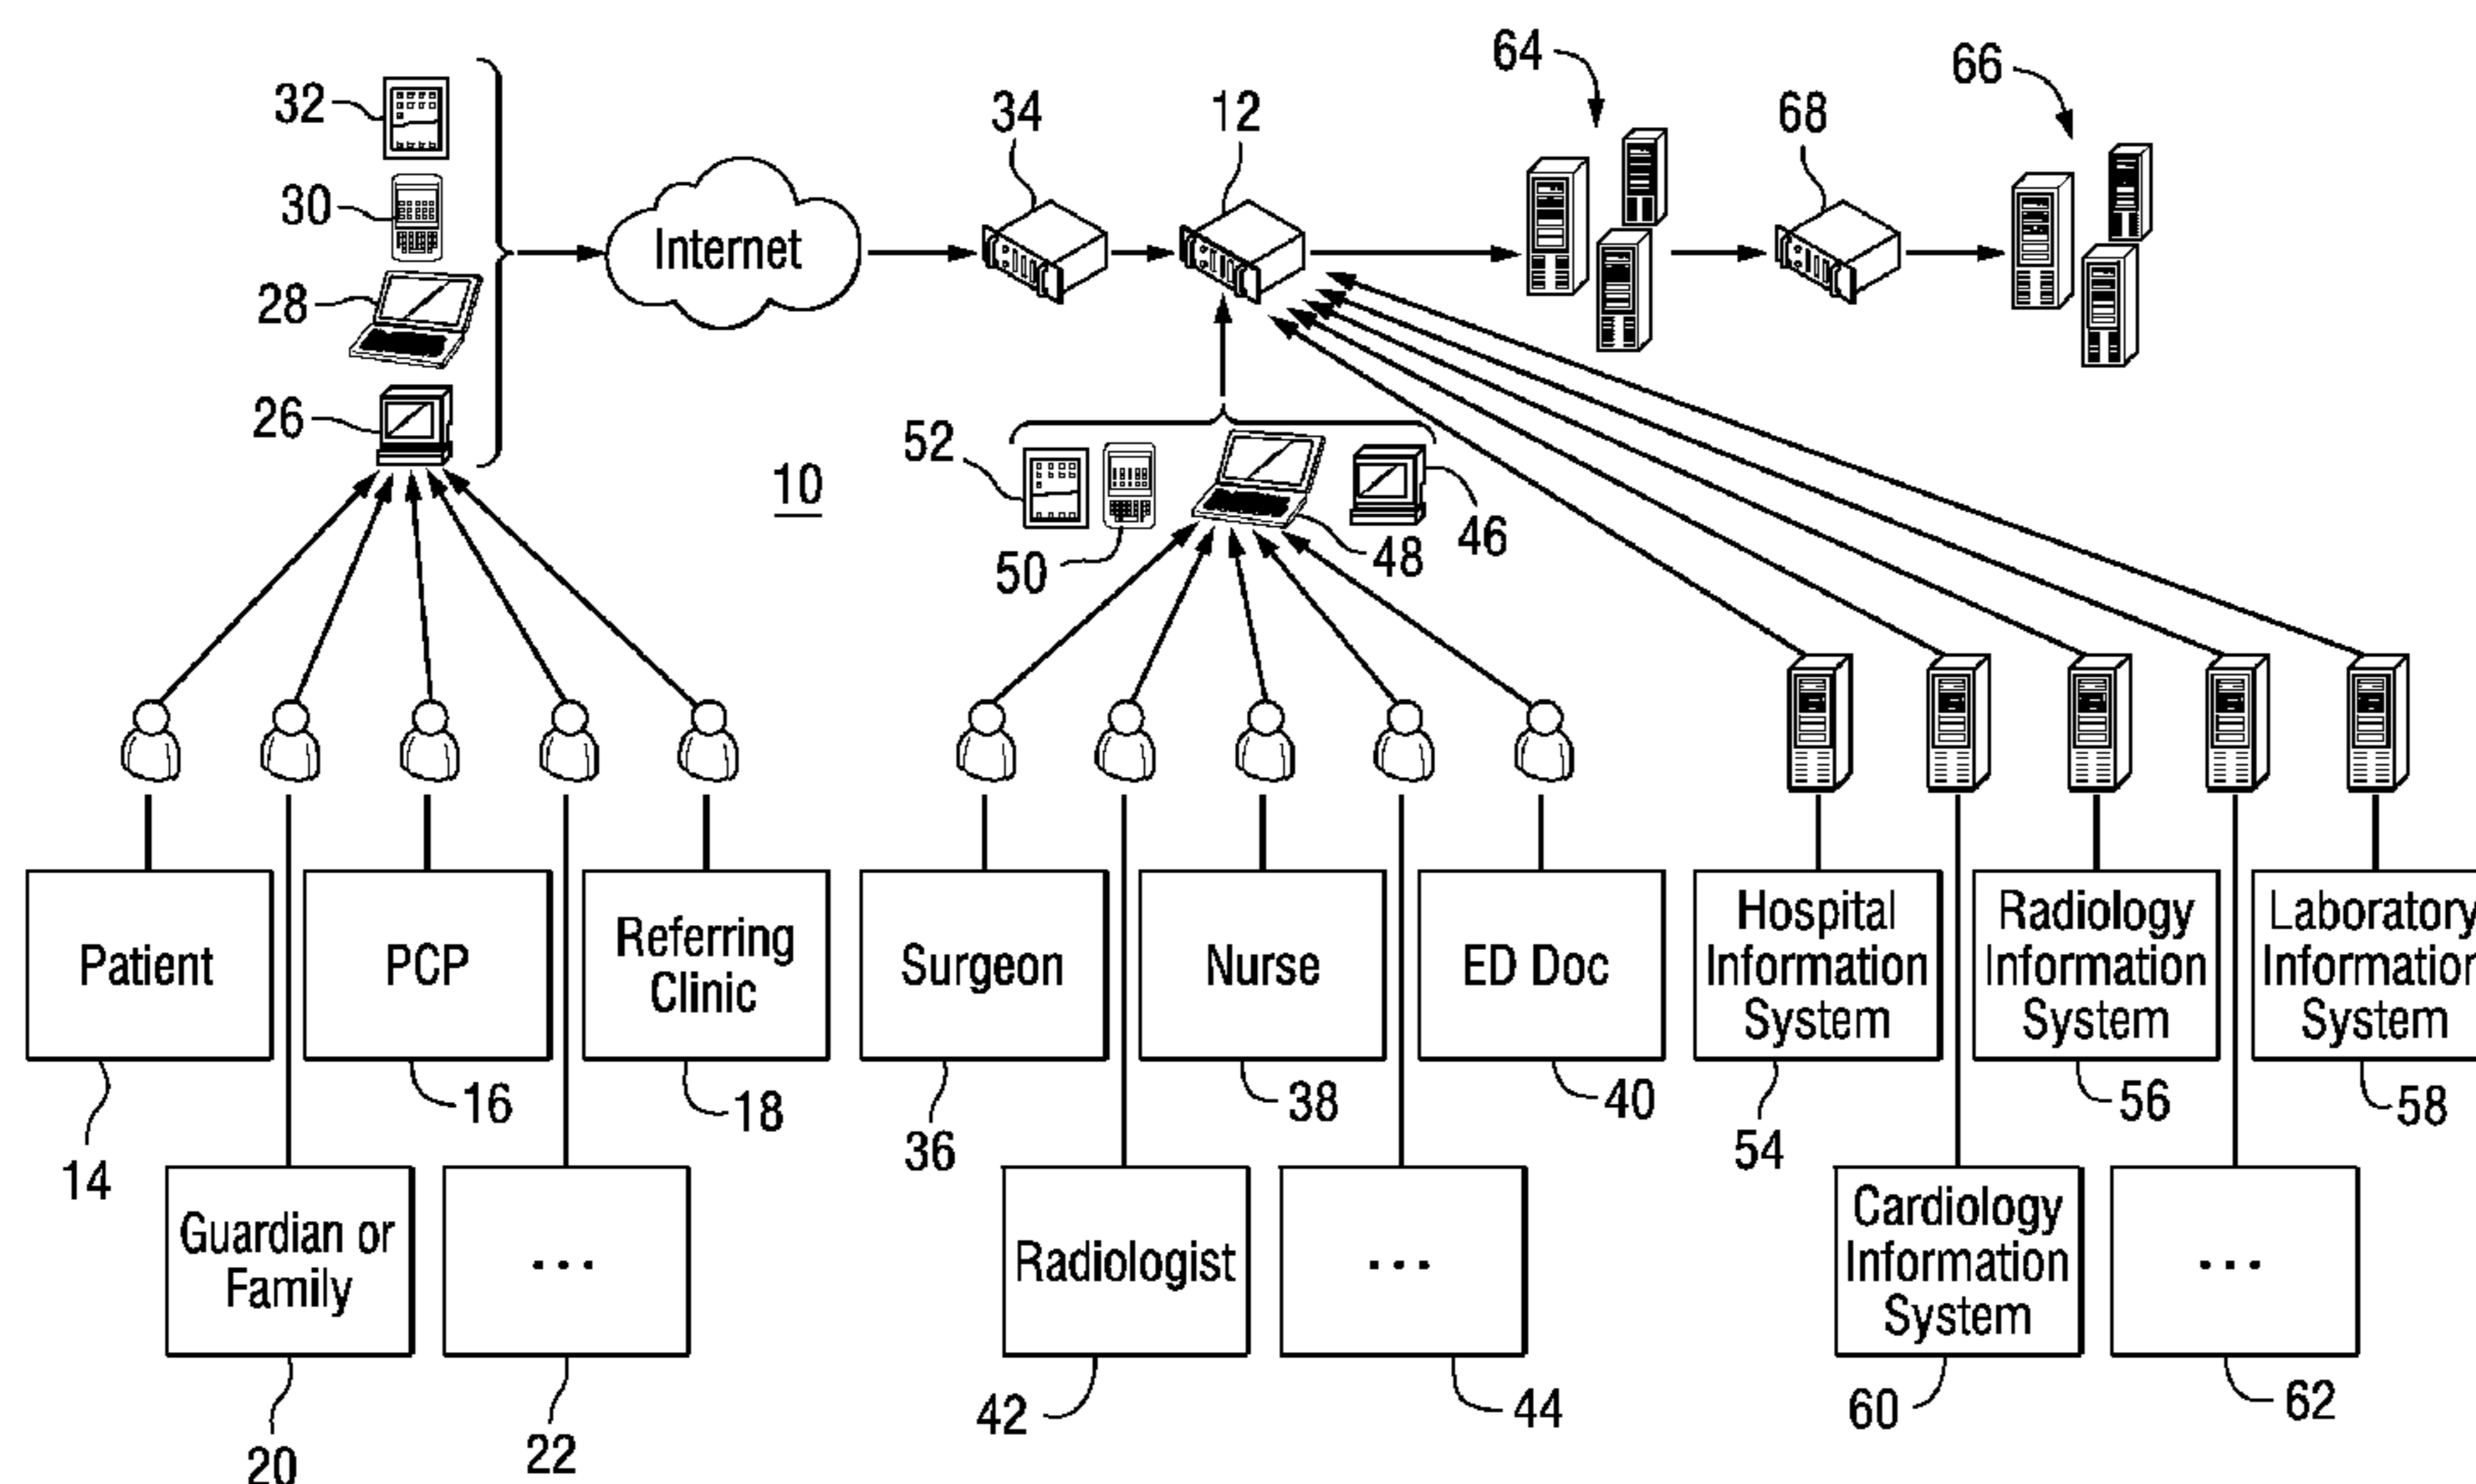 64
66
32
34
12
68
30
Internet
28
26
52
10
46
48
50
Patient
PCP
Referring
Clinic
Surgeon
Nurse
ED Doc
Hospital
Information
System
Radiology
Information
System
Laboratory
Information
System
14
16
18
36
38
40
54
56
58
Guardian or
Family
...
Radiologist
...
Cardiology
Information
System
...
20
22
42
44
60
62